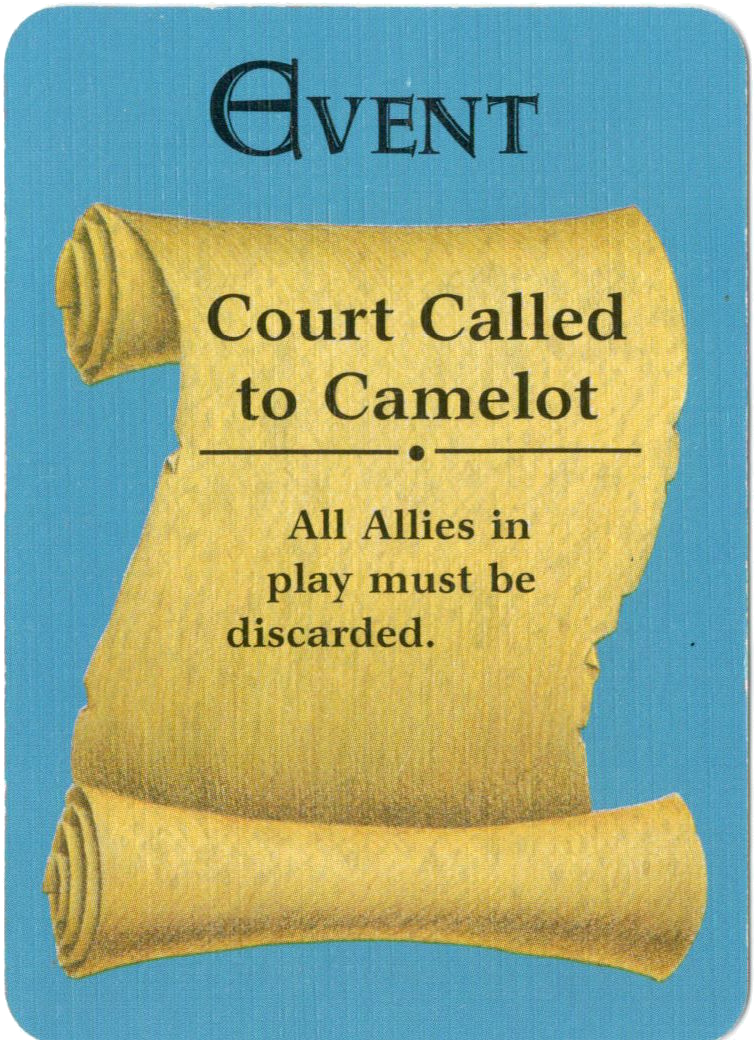 EVENT
Court Called
to Camelot
All Allies in
play must be
discarded.